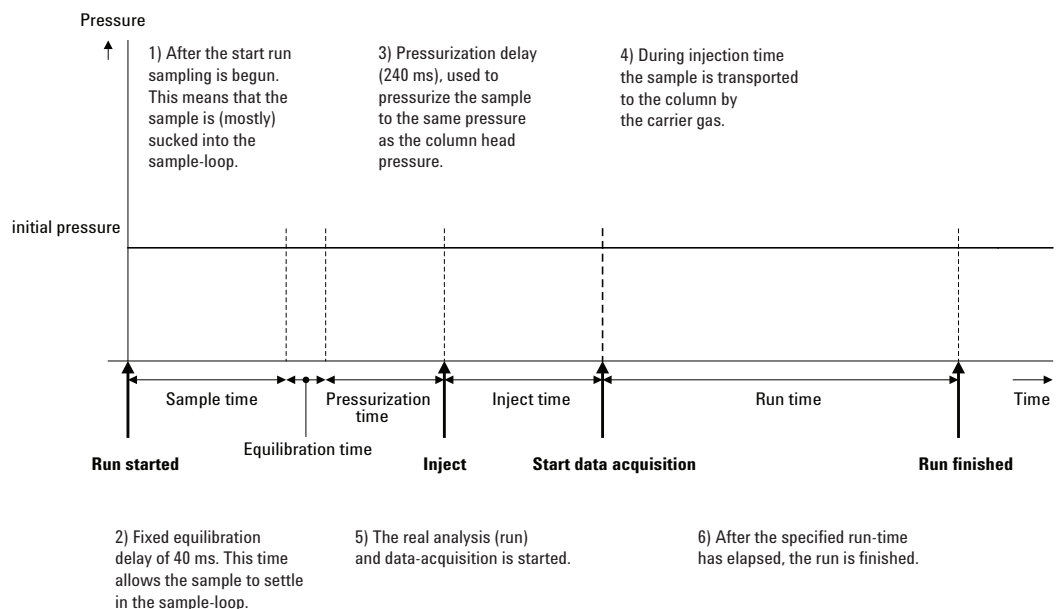 Pressure
1) After the start run
sampling is begun.
This means that the
sample is (mostly)
sucked into the
sample-loop.
3) Pressurization delay
(240 ms), used to
pressurize the sample
to the same pressure
as the column head
pressure.
4) During injection time
the sample is transported
to the column by
the carrier gas.
initial pressure
Sample time
Equilibration time
Pressurization
time
Inject time
Run time
Time
Run started
Inject
Start data acquisition
Run finished
2) Fixed equilibration
delay of 40 ms. This time
allows the sample to settle
in the sample-loop.
5) The real analysis (run)
and data-acquisition is started.
6) After the specified run-time
has elapsed, the run is finished.